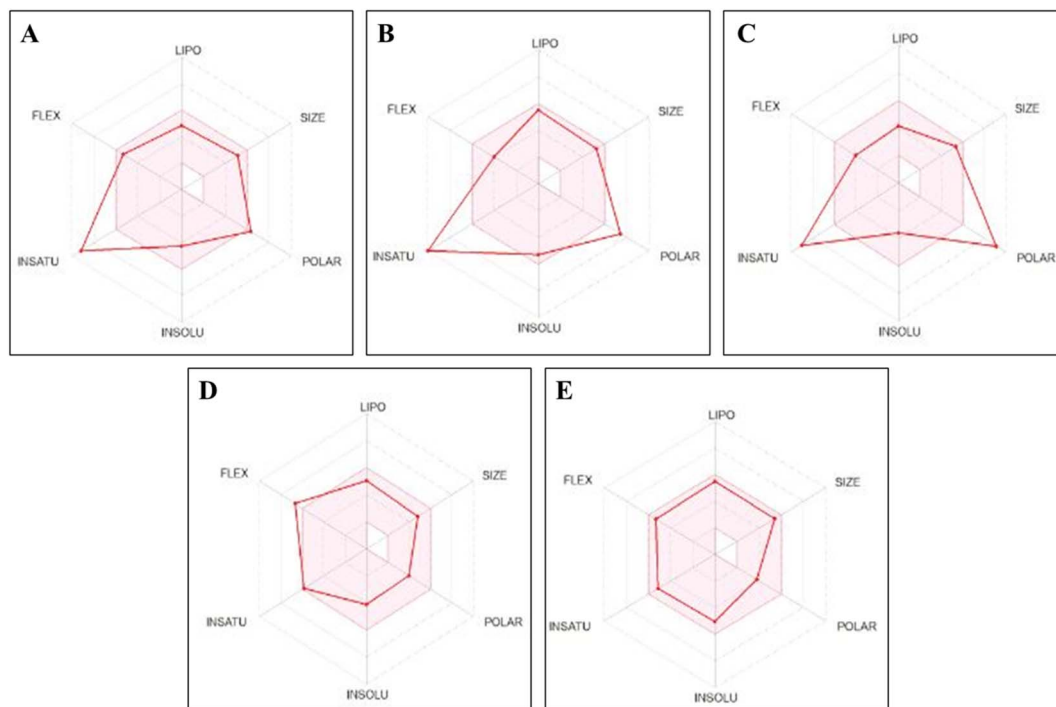 A
LIPO
FLEX
SIZE
INSATU
POLAR
INSOLU
B
LIPO
FLEX
SIZE
INSATU
POLAR
INSOLU
C
LIPO
FLEX
SIZE
INSATU
POLAR
INSOLU
D
LIPO
FLEX
SIZE
INSATU
POLAR
INSOLU
E
LIPO
FLEX
SIZE
INSATU
POLAR
INSOLU